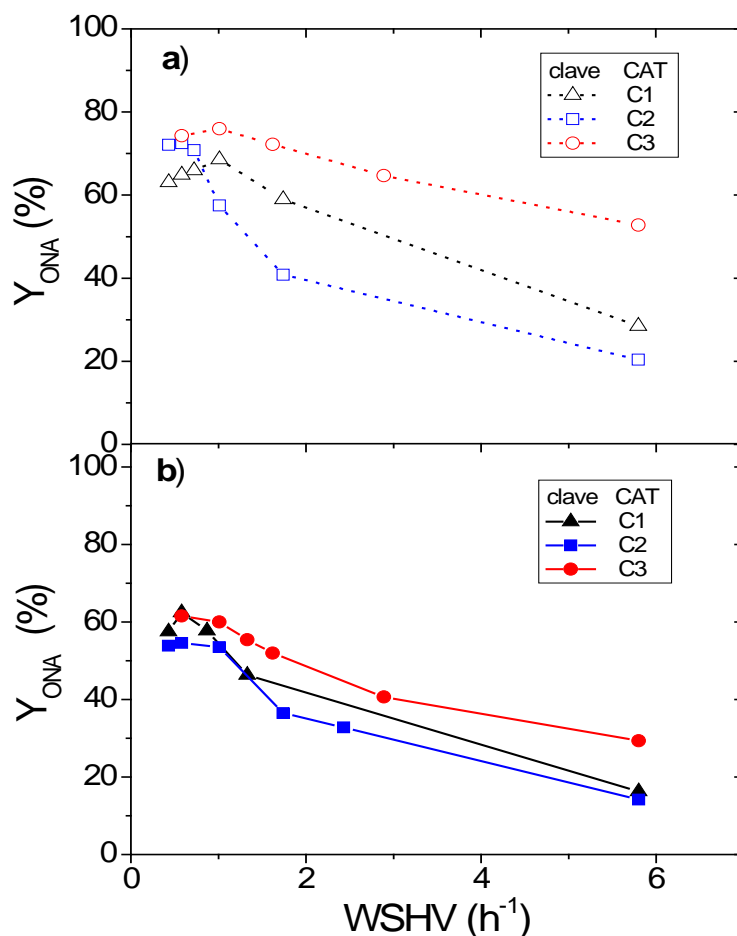 a)
clave CAT
C1
C2
C3
100
80
60
40
20
0
Y_ONA (%)
b)
clave CAT
C1
C2
C3
100
80
60
40
20
0
Y_ONA (%)
0 2 4 6
WSHV (h⁻¹)